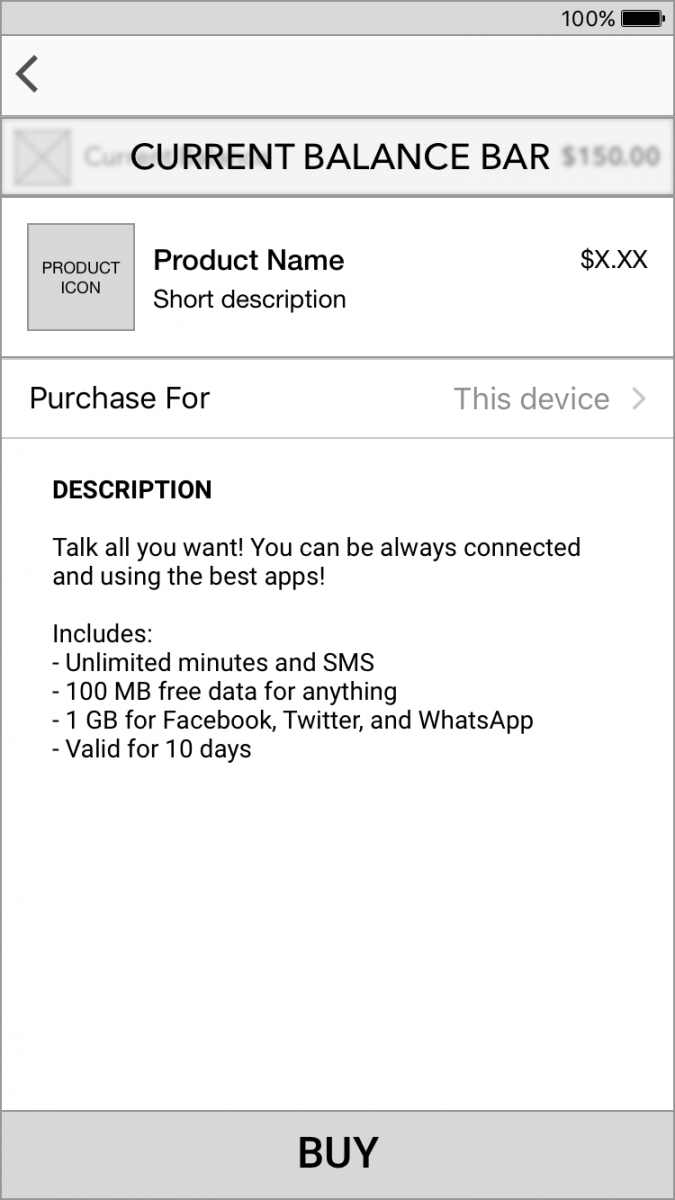 100%
CURRENT BALANCE BAR $150.00
PRODUCT
ICON
Product Name
$X.XX
Short description
Purchase For
This device
DESCRIPTION
Talk all you want! You can be always connected
and using the best apps!
Includes:
- Unlimited minutes and SMS
- 100 MB free data for anything
- 1 GB for Facebook, Twitter, and WhatsApp
- Valid for 10 days
BUY